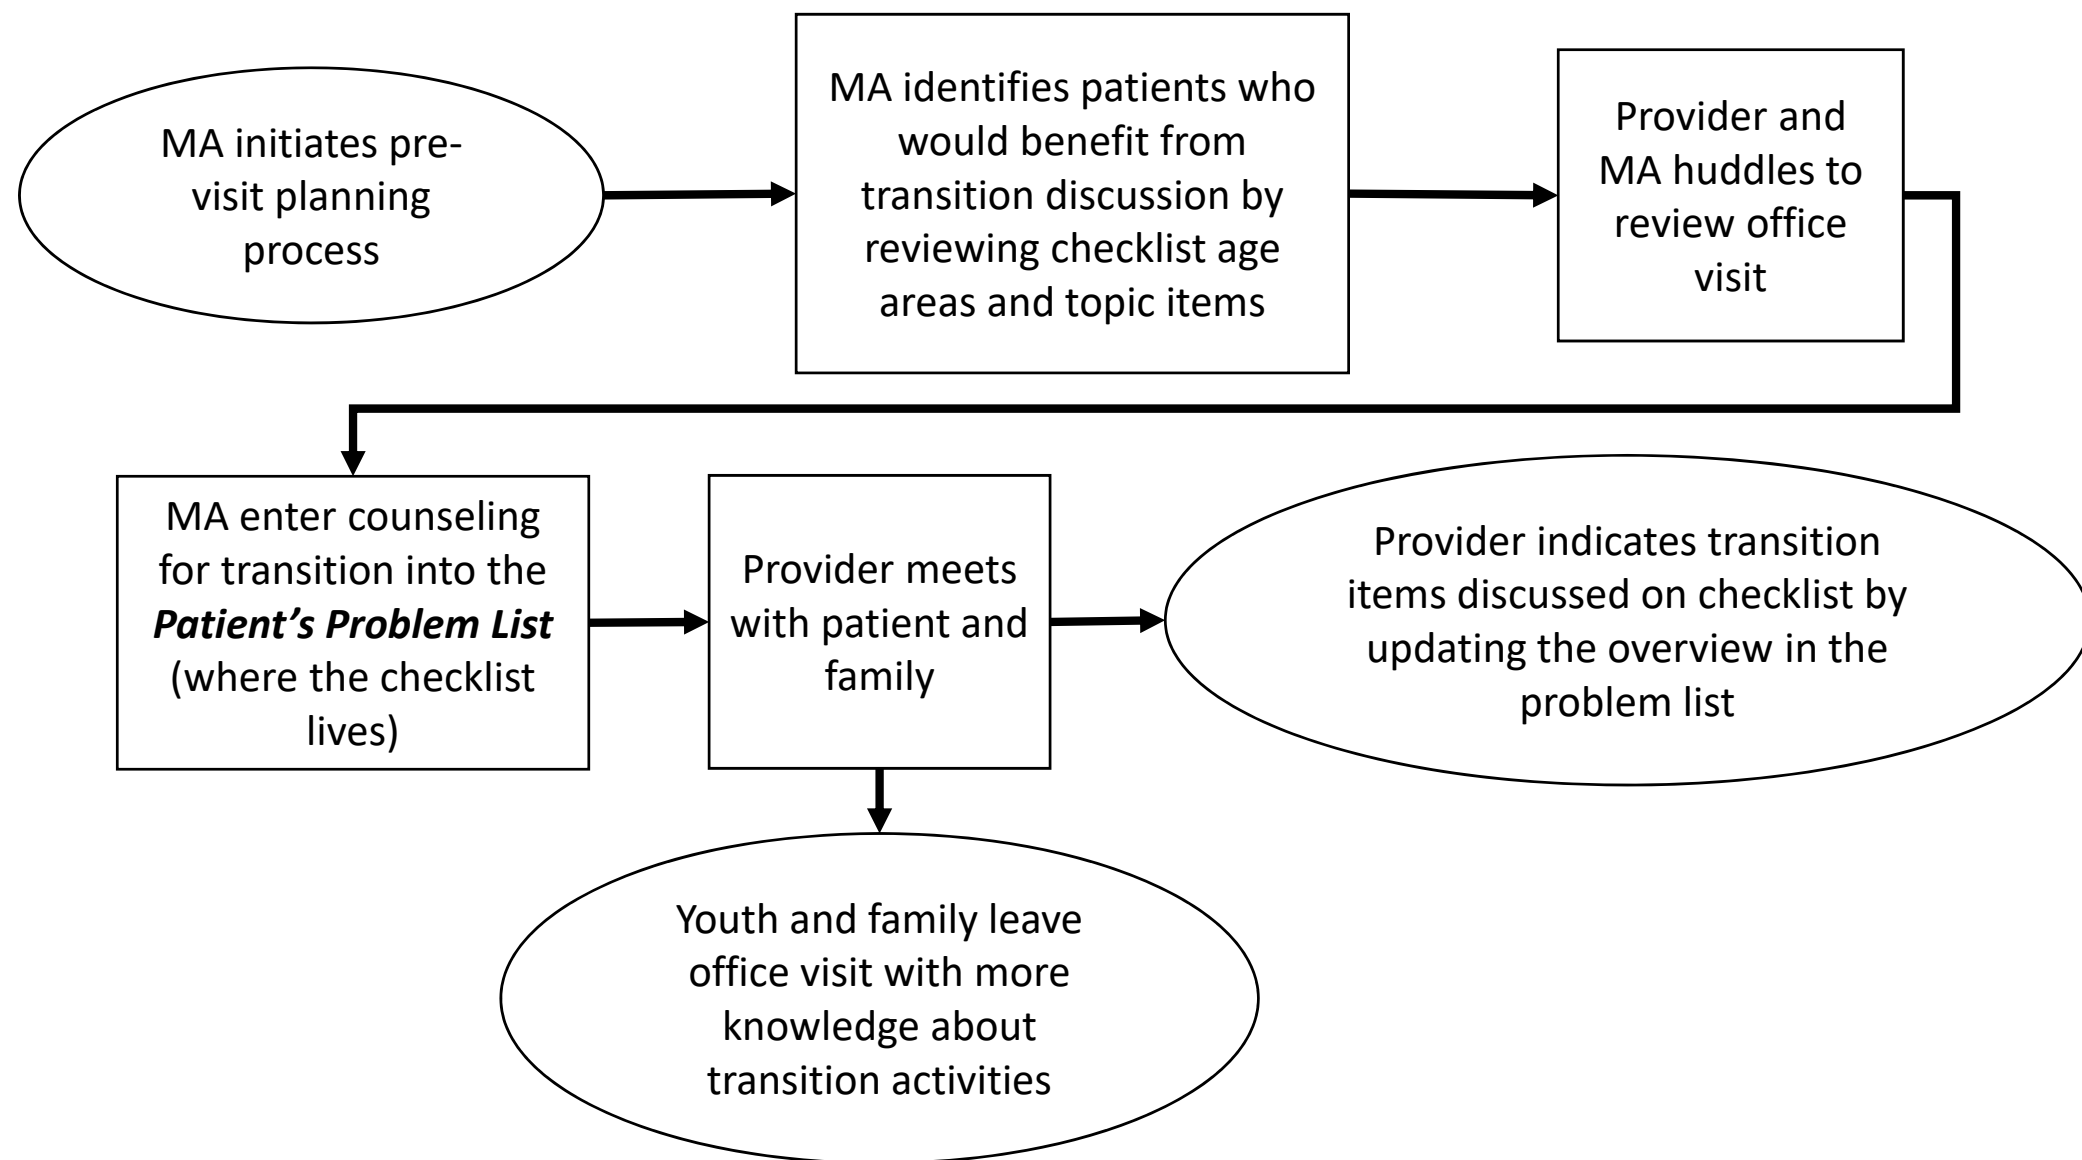 MA initiates pre-
visit planning
process
MA identifies patients who
would benefit from
transition discussion by
reviewing checklist age
areas and topic items
Provider and
MA huddles to
review office
visit
MA enter counseling
for transition into the
Patient’s Problem List
(where the checklist
lives)
Provider meets
with patient and
family
Provider indicates transition
items discussed on checklist by
updating the overview in the
problem list
Youth and family leave
office visit with more
knowledge about
transition activities